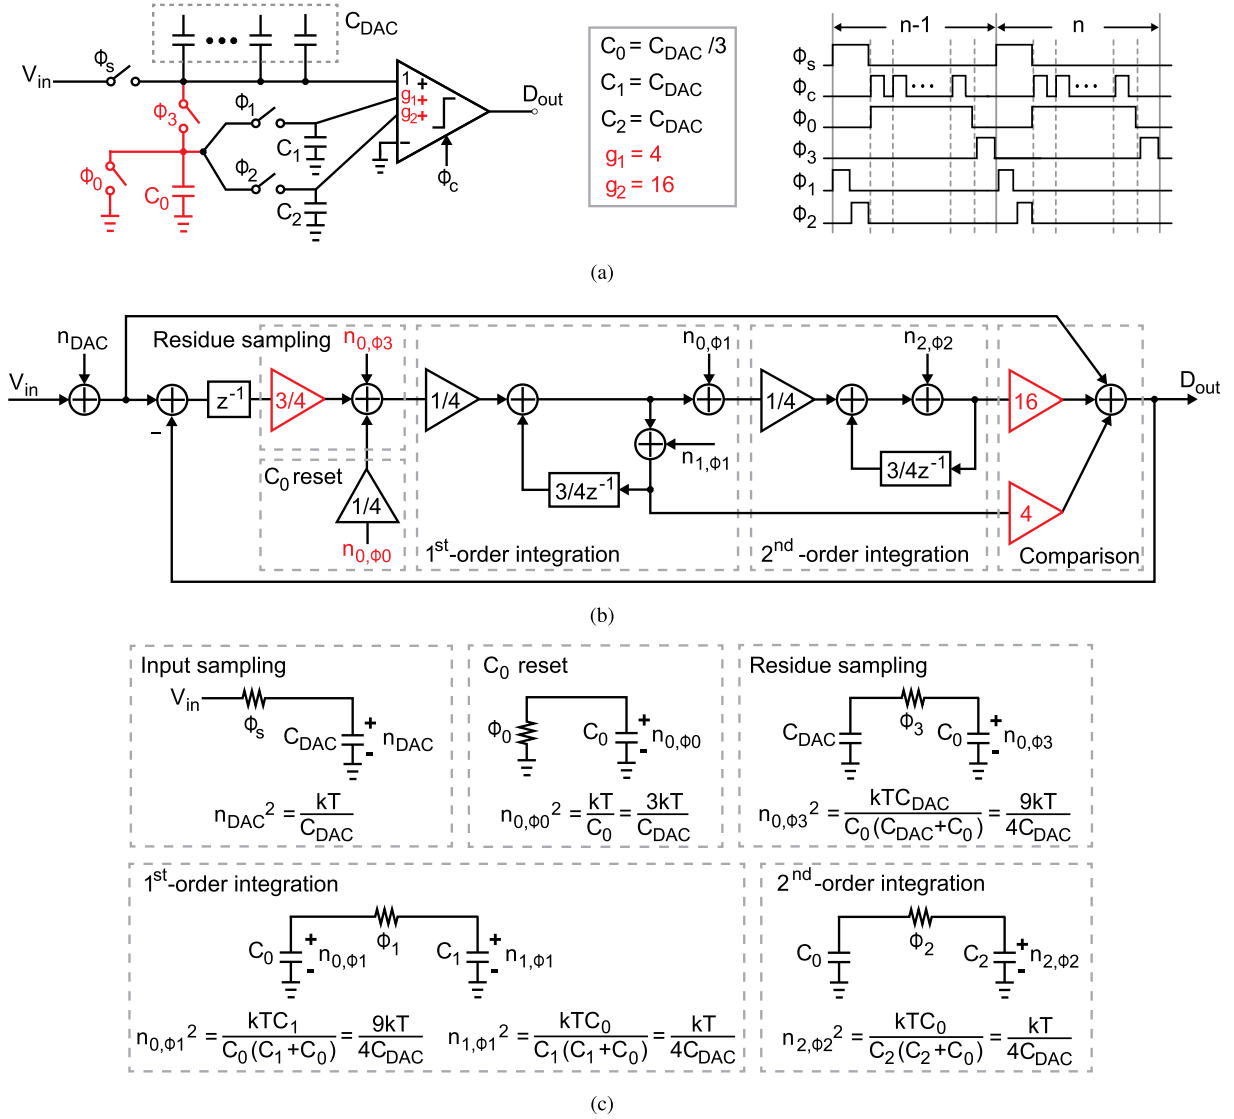 C_DAC
V_in
Φ_s
1 +
g_1+
g_2+
D_out
Φ_3
Φ_1
C_1
Φ_0
C_0
Φ_2
C_2
Φ_c
C_0 = C_DAC /3
C_1 = C_DAC
C_2 = C_DAC
g_1 = 4
g_2 = 16
n-1
n
Φ_s
Φ_c
Φ_0
Φ_3
Φ_1
Φ_2
(a)
n_DAC
Residue sampling
n_0,Φ3
n_0,Φ1
n_2,Φ2
V_in
z^-1
3/4
1/4
1/4
16
D_out
-
n_1,Φ1
C_0 reset
1/4
3/4z^-1
3/4z^-1
4
n_0,Φ0
1^st-order integration
2^nd-order integration
Comparison
(b)
Input sampling
V_in
Φ_s
C_DAC
+
n_DAC
-
n_DAC^2 = kT / C_DAC
C_0 reset
Φ_0
C_0
+
n_0,Φ0
-
n_0,Φ0^2 = kT / C_0 = 3kT / C_DAC
Residue sampling
C_DAC
Φ_3
C_0
+
n_0,Φ3
-
n_0,Φ3^2 = kTC_DAC / C_0(C_DAC+C_0) = 9kT / 4C_DAC
1^st-order integration
C_0
+
n_0,Φ1
-
Φ_1
C_1
+
n_1,Φ1
-
n_0,Φ1^2 = kTC_1 / C_0(C_1+C_0) = 9kT / 4C_DAC
n_1,Φ1^2 = kTC_0 / C_1(C_1+C_0) = kT / 4C_DAC
2^nd-order integration
C_0
Φ_2
C_2
+
n_2,Φ2
-
n_2,Φ2^2 = kTC_0 / C_2(C_2+C_0) = kT / 4C_DAC
(c)